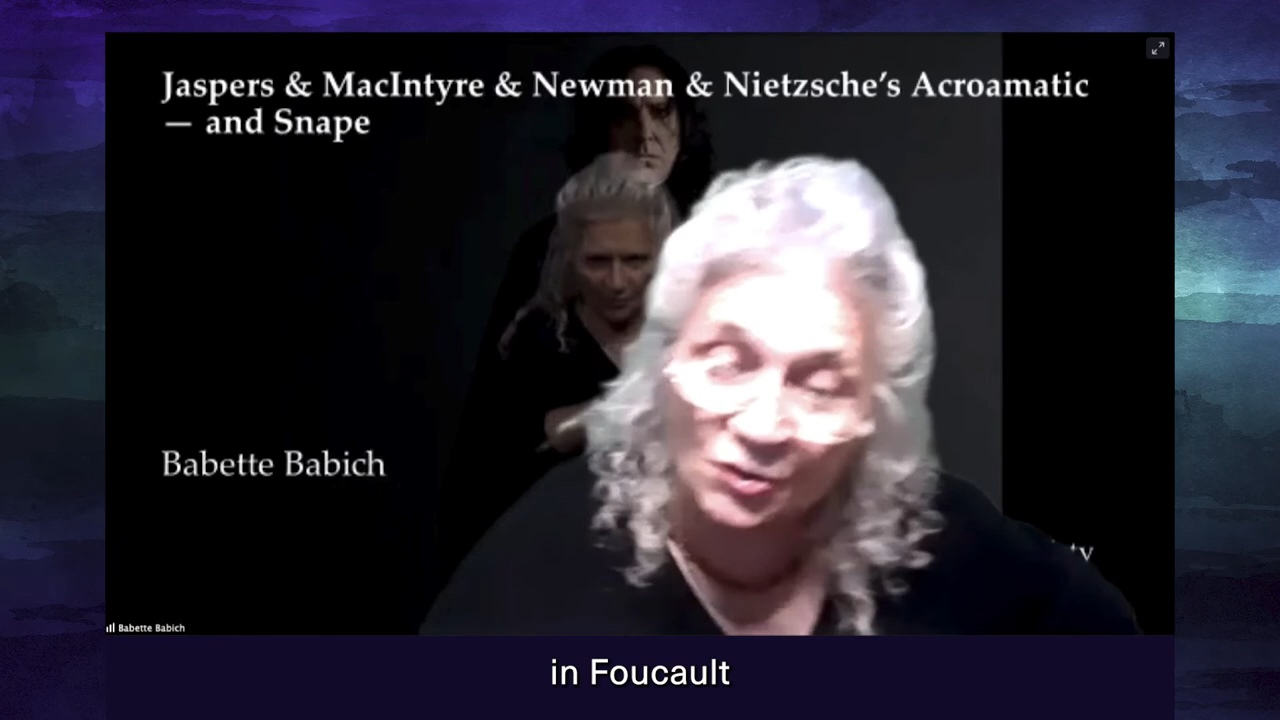 Jaspers & MacIntyre & Newman & Nietzsche’s Acroamatic
— and Snape
Babette Babich
Babette Babich
in Foucault